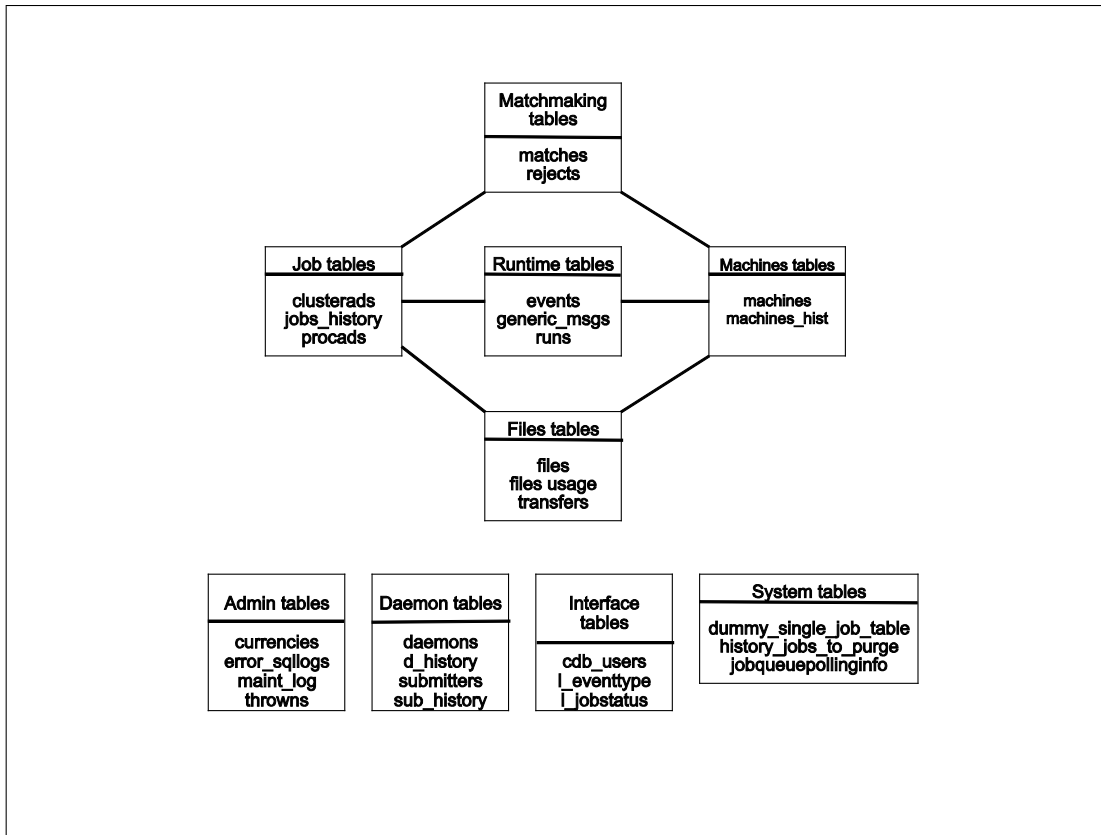 Matchmaking
tables
matches
rejects
Job tables
clusterads
jobs_history
procads
Runtime tables
events
generic_msgs
runs
Machines tables
machines
machines_hist
Files tables
files
files usage
transfers
Admin tables
currencies
error_sqllogs
maint_log
throwns
Daemon tables
daemons
d_history
submitters
sub_history
Interface
tables
cdb_users
l_eventtype
l_jobstatus
System tables
dummy_single_job_table
history_jobs_to_purge
jobqueuepollinginfo